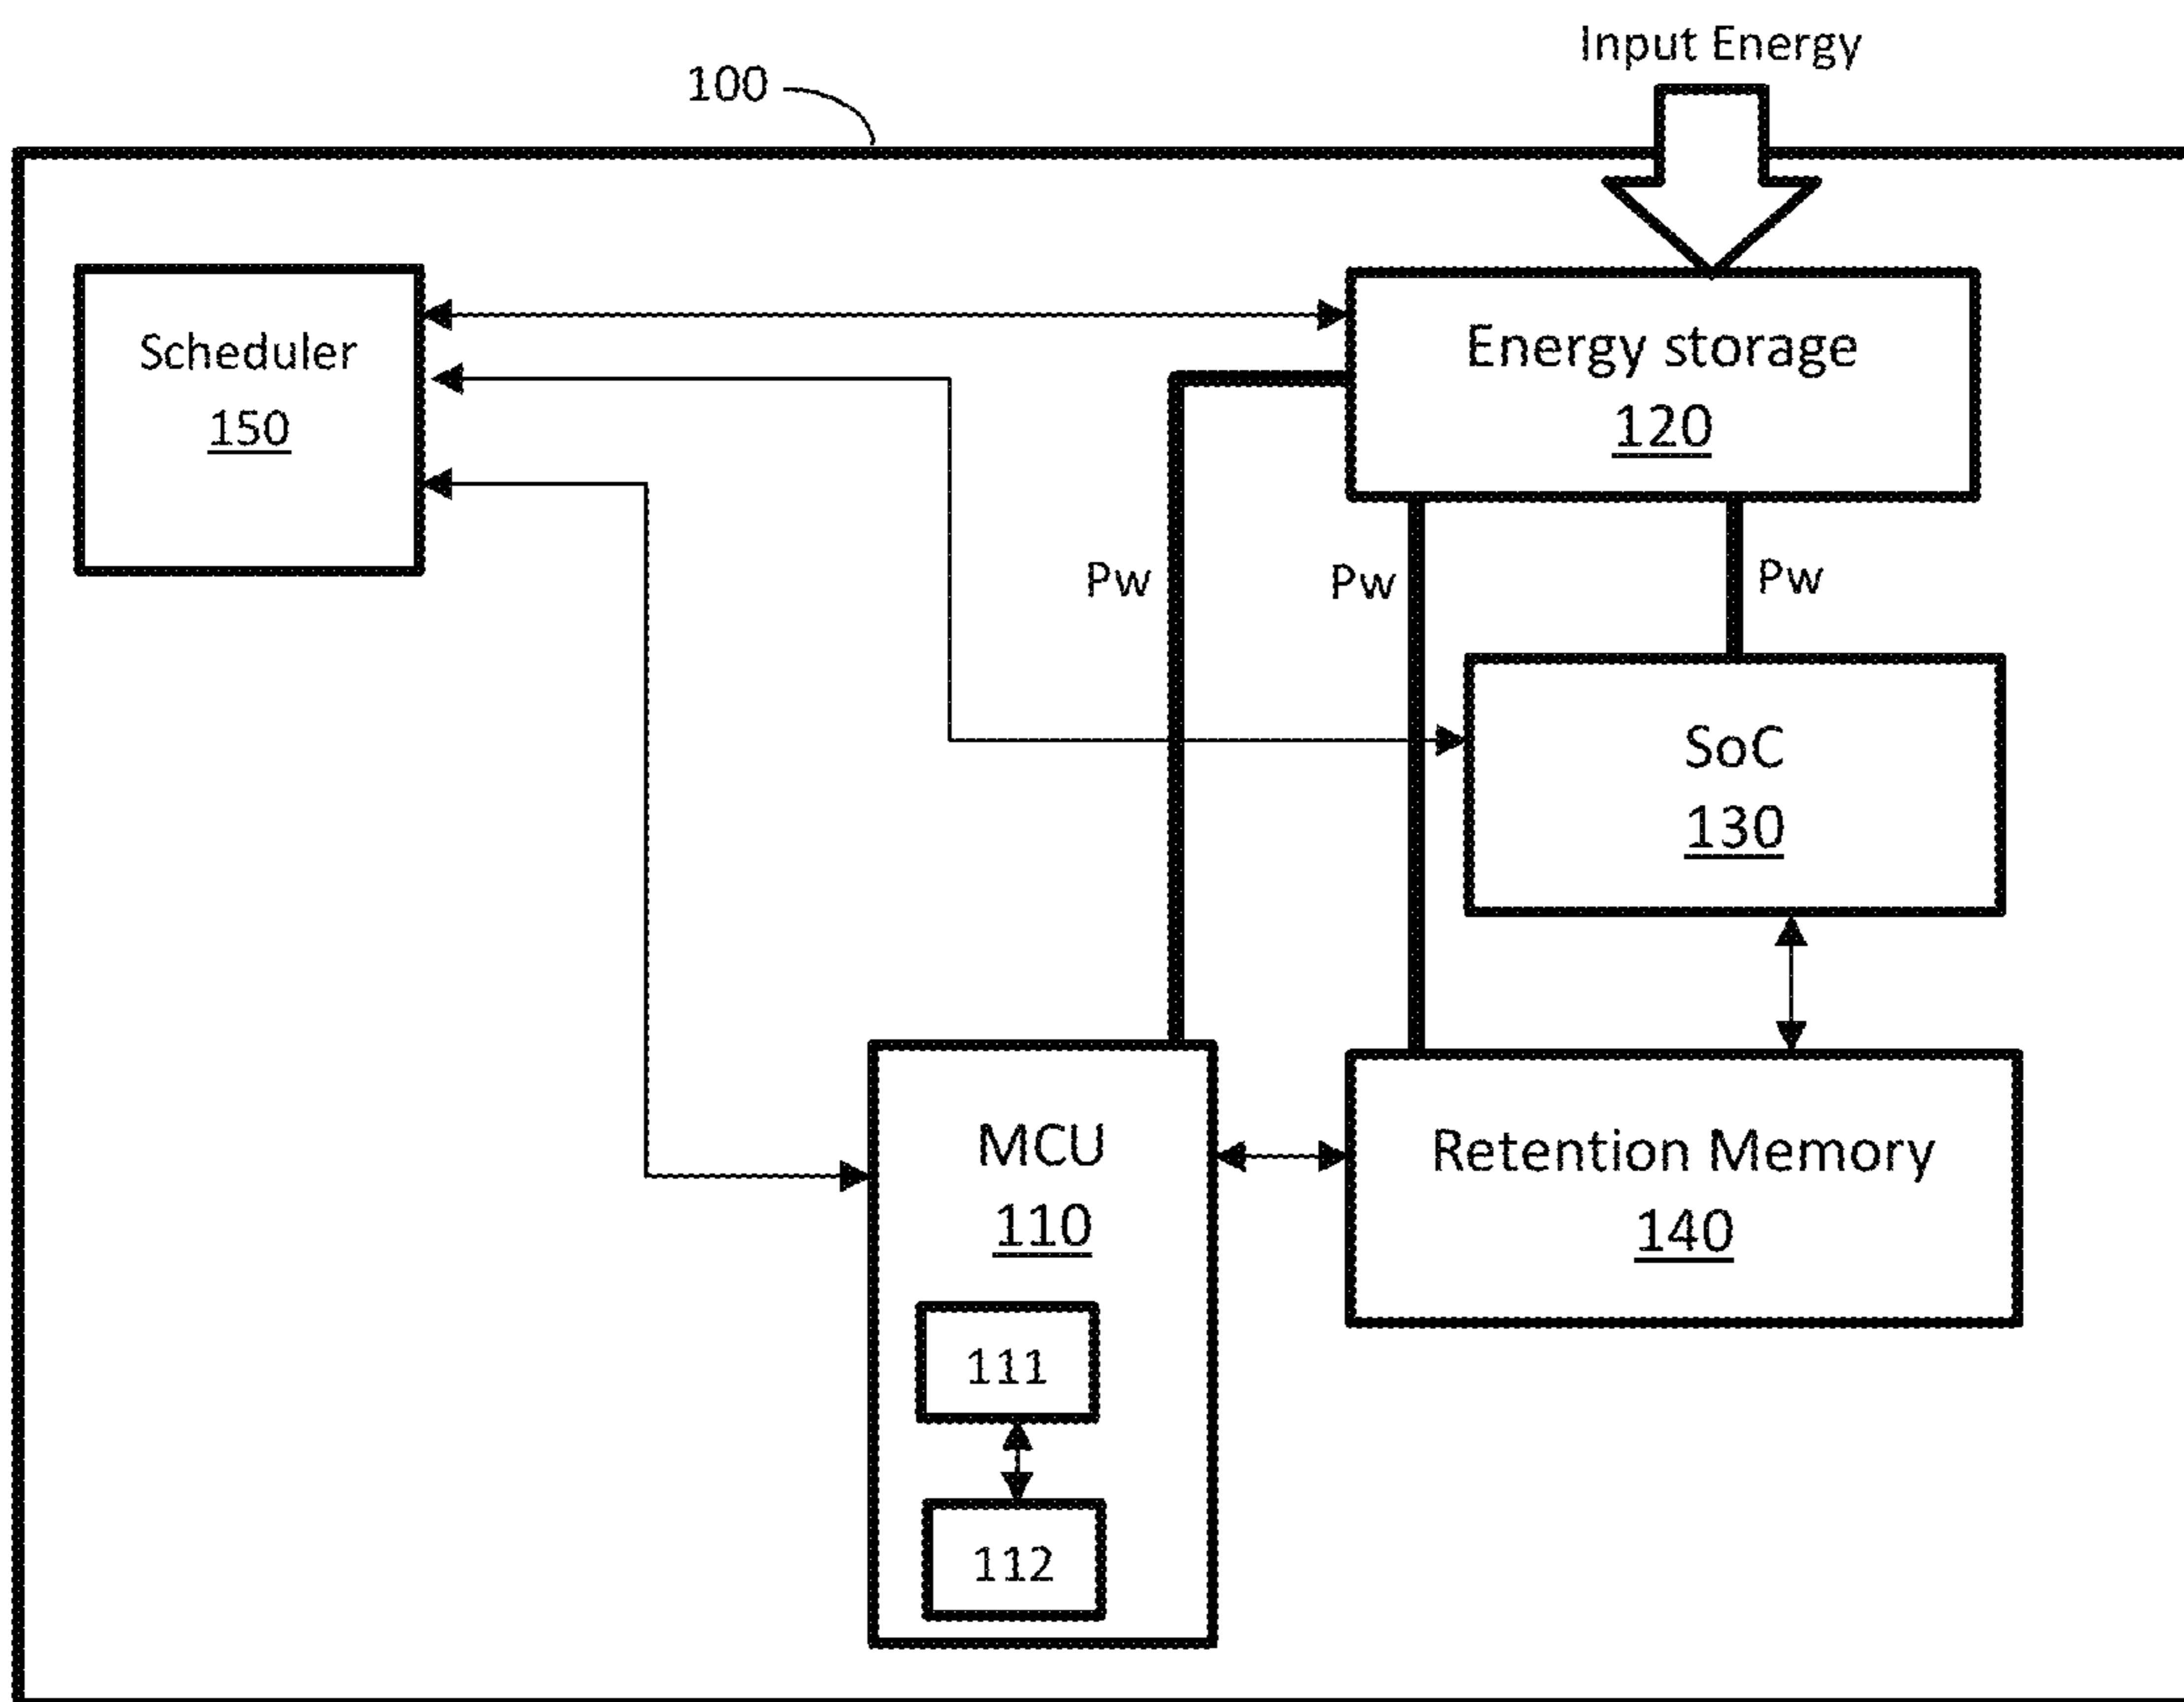 Input Energy
100
Scheduler
150
Energy storage
120
Pw
Pw
Pw
SoC
130
MCU
110
Retention Memory
140
111
112